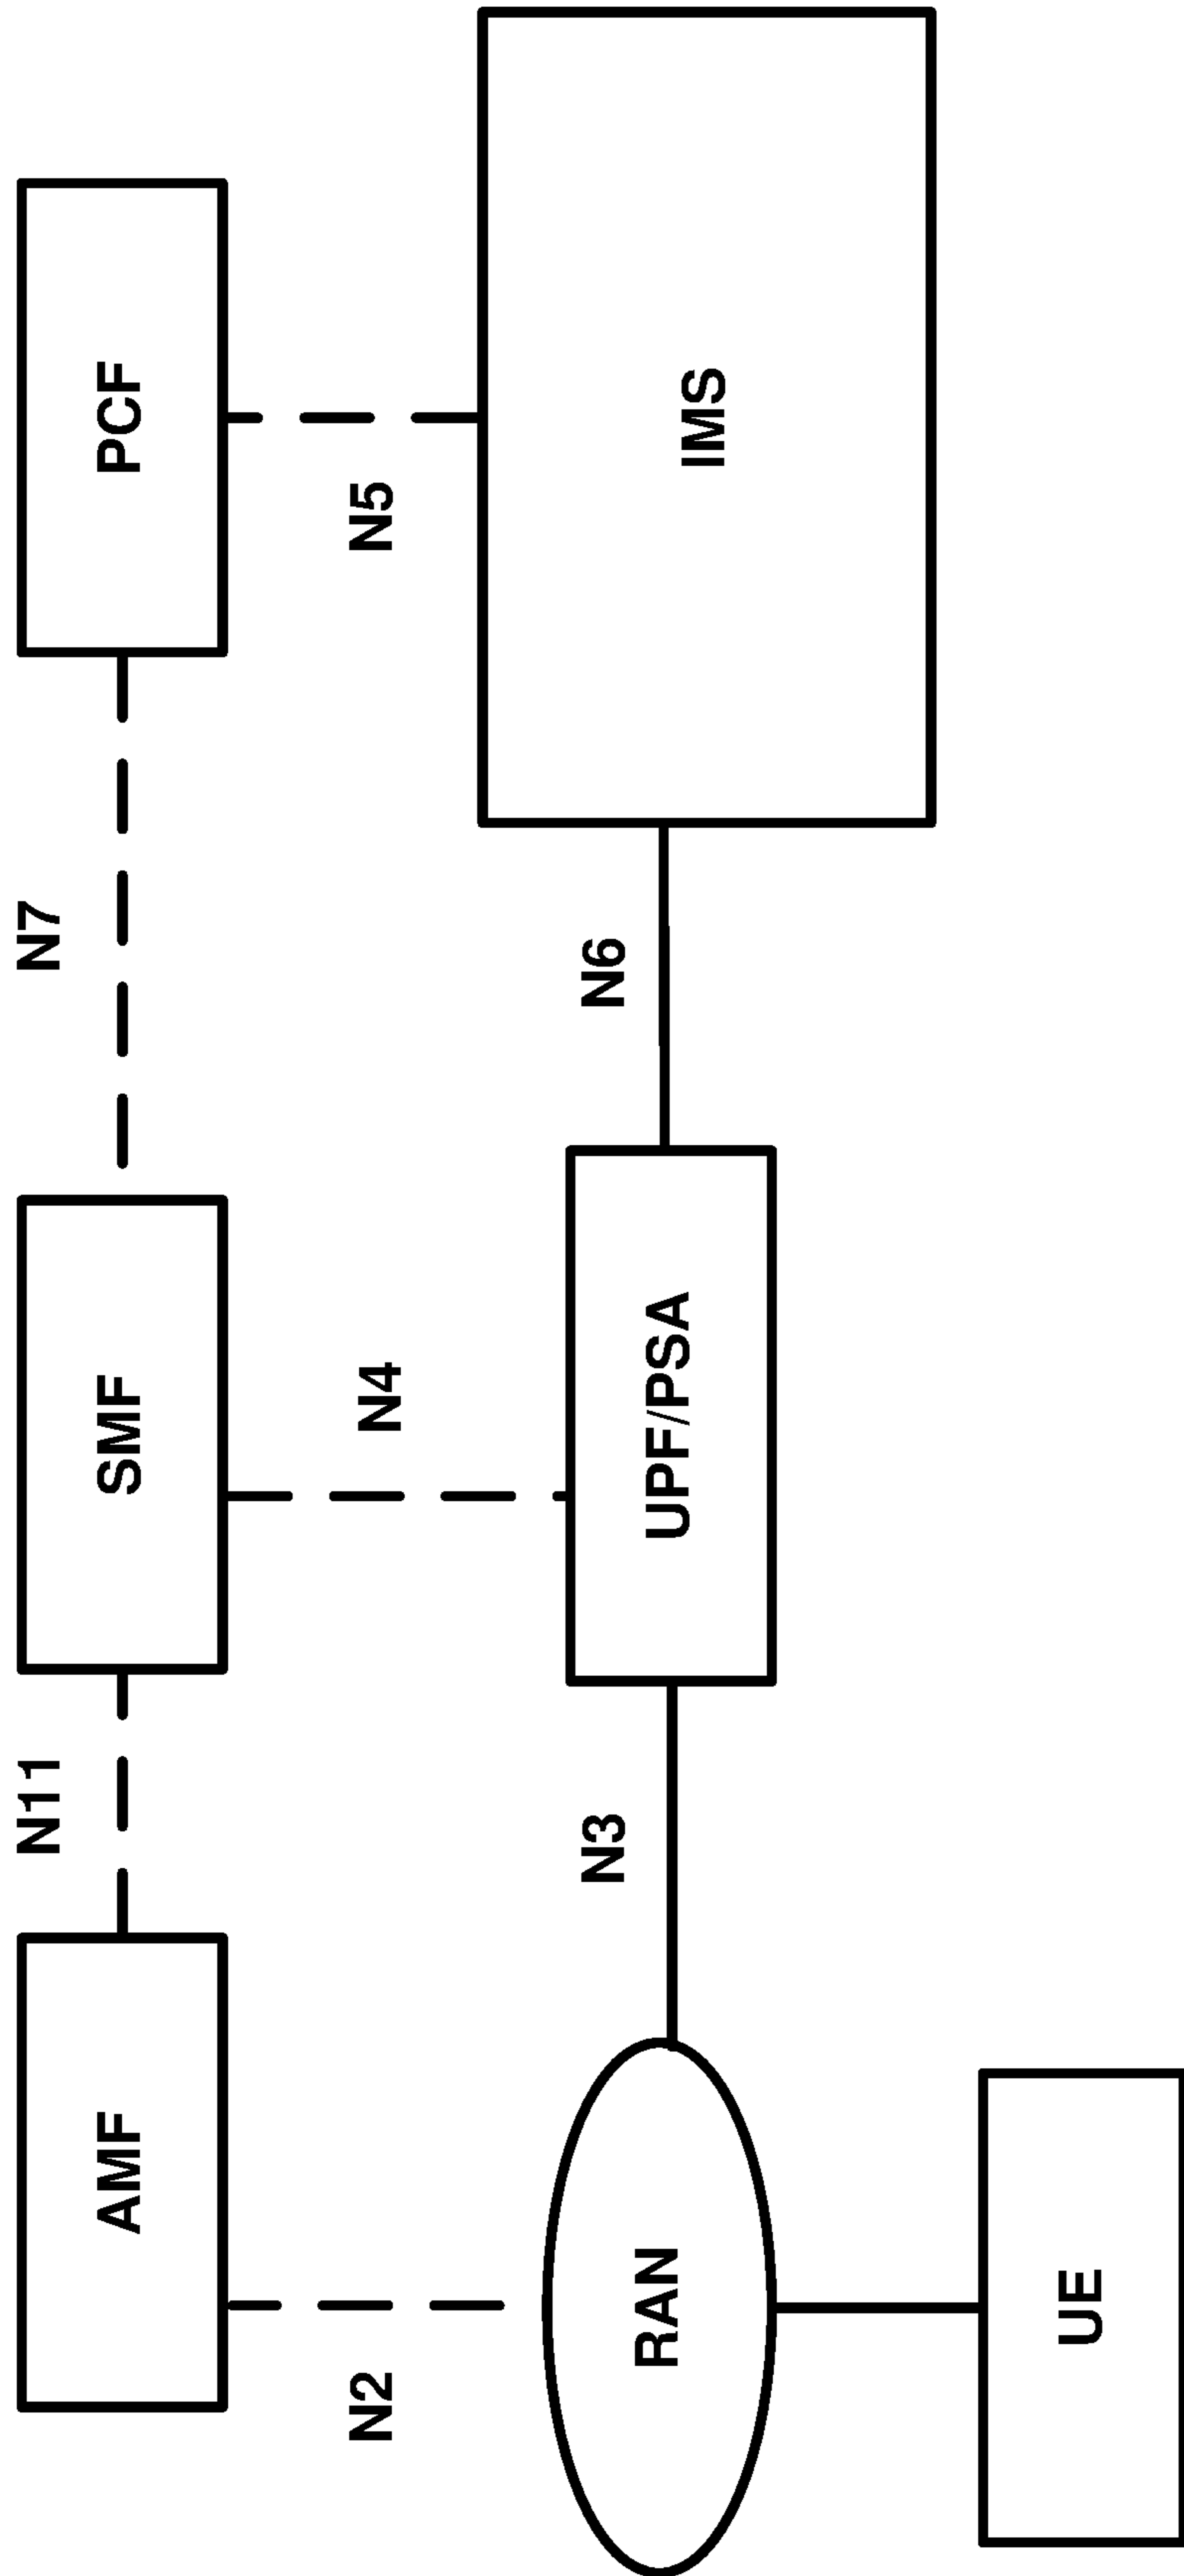 N11
N7
AMF
SMF
PCF
N2
N4
N5
N3
N6
RAN
UPF/PSA
IMS
UE